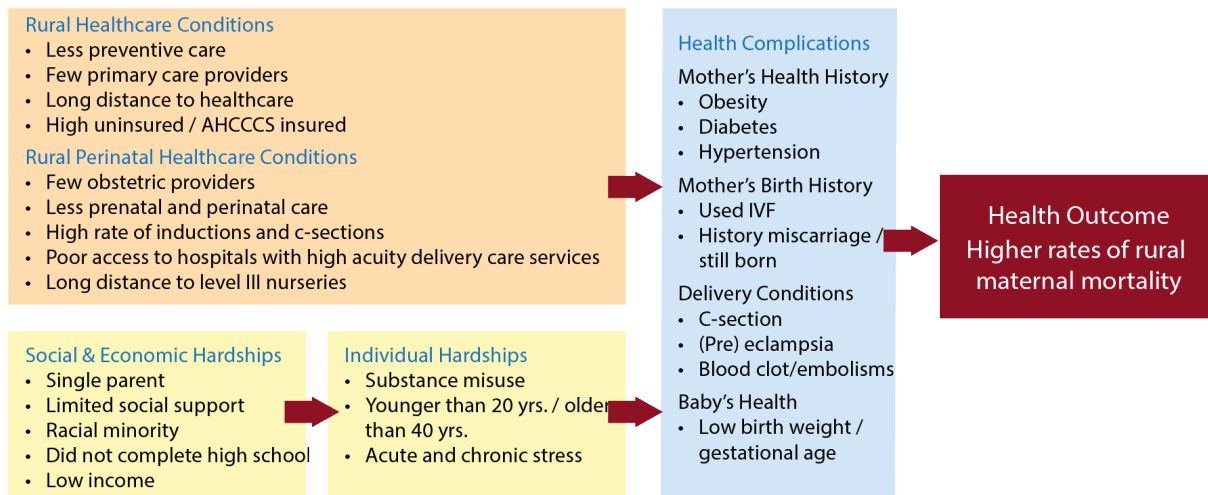 Rural Healthcare Conditions
• Less preventive care
• Few primary care providers
• Long distance to healthcare
• High uninsured / AHCCCS insured
Rural Perinatal Healthcare Conditions
• Few obstetric providers
• Less prenatal and perinatal care
• High rate of inductions and c-sections
• Poor access to hospitals with high acuity delivery care services
• Long distance to level III nurseries
Social & Economic Hardships
• Single parent
• Limited social support
• Racial minority
• Did not complete high school
• Low income
Individual Hardships
• Substance misuse
• Younger than 20 yrs. / older
than 40 yrs.
• Acute and chronic stress
Health Complications
Mother's Health History
• Obesity
• Diabetes
• Hypertension
Mother's Birth History
• Used IVF
• History miscarriage /
still born
Delivery Conditions
• C-section
• (Pre) eclampsia
• Blood clot/embolisms
Baby's Health
• Low birth weight /
gestational age
Health Outcome
Higher rates of rural
maternal mortality